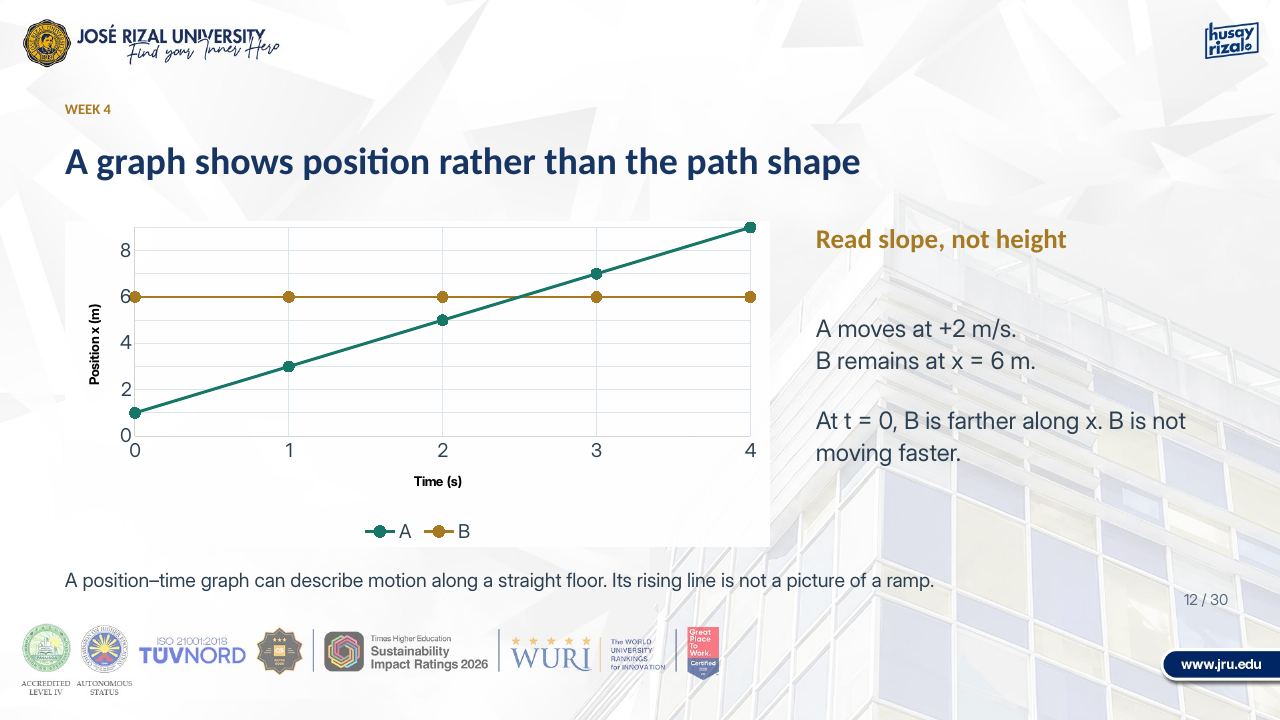 JOSÉ RIZAL UNIVERSITY
Find your Inner Hero
husay
rizal
WEEK 4
A graph shows position rather than the path shape
8
6
4
2
0
Position x (m)
0 1 2 3 4
Time (s)
A B
Read slope, not height
A moves at +2 m/s.
B remains at x = 6 m.
At t = 0, B is farther along x. B is not
moving faster.
A position–time graph can describe motion along a straight floor. Its rising line is not a picture of a ramp.
12 / 30
ACCREDITED
LEVEL IV
AUTONOMOUS
STATUS
ISO 21001:2018
TÜVNORD
Times Higher Education
Sustainability
Impact Ratings 2026
WURI
The WORLD
UNIVERSITY
RANKINGS
for INNOVATION
Great
Place
To
Work.
Certified
www.jru.edu